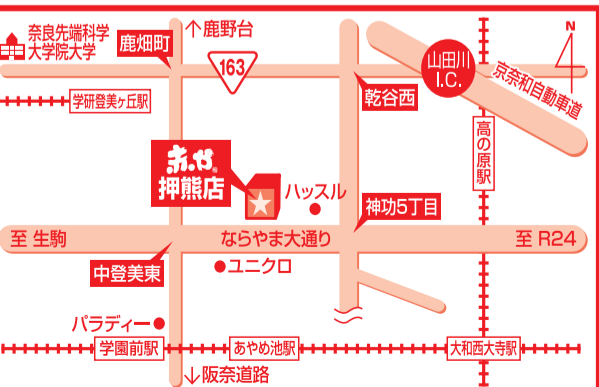 奈良先端科学
大学院大学
鹿畑町
↑鹿野台
163
山田川
I.C.
N
京奈和自動車道
学研登美ヶ丘駅
乾谷西
高の原駅
赤のれん
押熊店
ハッスル
神功5丁目
至 生駒
ならやま大通り
至 R24
中登美東
ユニクロ
パラディー
学園前駅
あやめ池駅
大和西大寺駅
↓阪奈道路